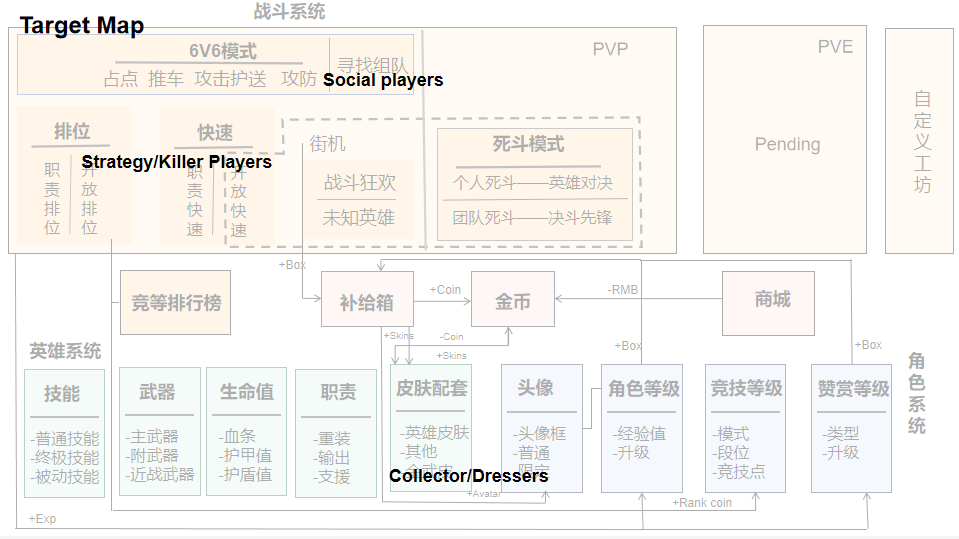 战斗系统
Target Map
6V6模式
占点 推车 攻击护送 攻防
寻找组队
Social players
PVP
PVE
Pending
自定义工坊
排位
职责排位
开放排位
快速
职责快速
开放快速
Strategy/Killer Players
街机
战斗狂欢
未知英雄
死斗模式
个人死斗——英雄对决
团队死斗——决斗先锋
+Box
竞等排行榜
补给箱
+Coin
金币
-RMB
商城
+Skins
-Coin
+Skins
+Box
+Box
英雄系统
角色系统
技能
-普通技能
-终极技能
-被动技能
武器
-主武器
-附武器
-近战武器
生命值
-血条
-护甲值
-护盾值
职责
-重装
-输出
-支援
皮肤配套
-英雄皮肤
-其他
头像
-头像框
-普通
-限定
角色等级
-经验值
-升级
竞技等级
-模式
-段位
-竞技点
赞赏等级
-类型
-升级
Collector/Dressers
+Avatar
+Rank coin
+Exp